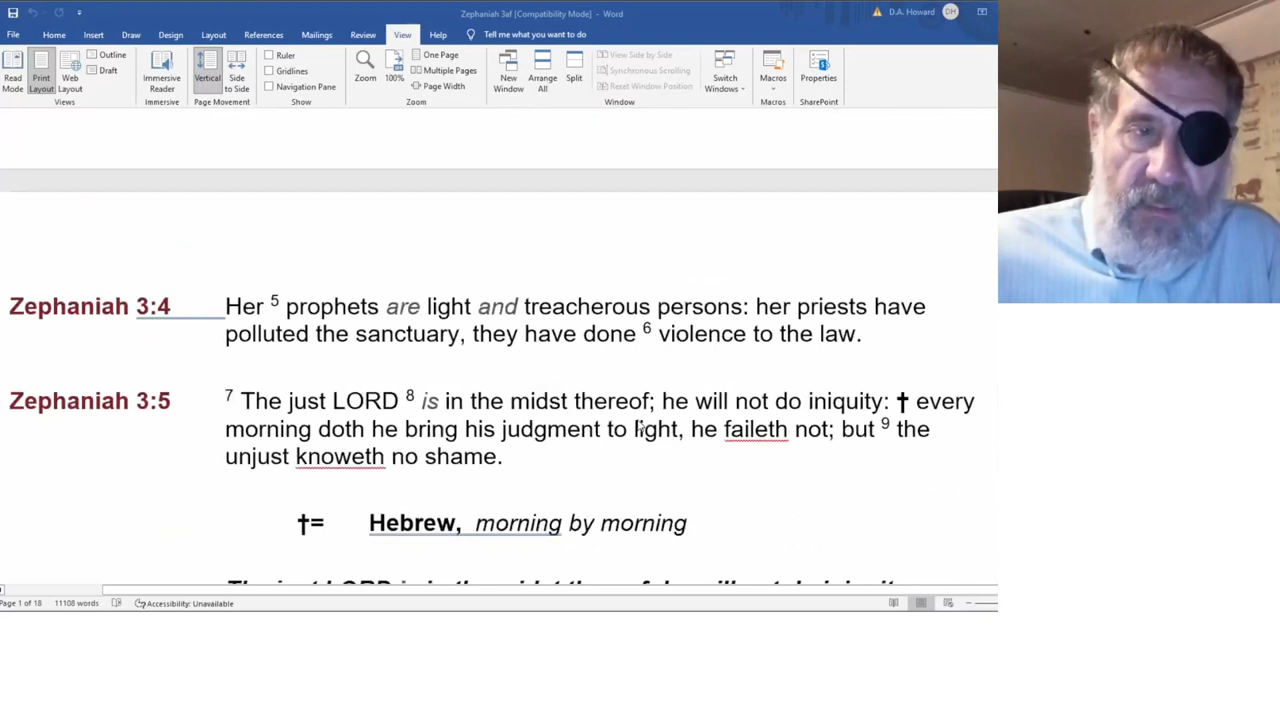 Zephaniah 3af [Compatibility Mode] - Word
D.A. Howard DH
File Home Insert Draw Design Layout References Mailings Review View Help Tell me what you want to do
Read Mode
Print Layout
Web Layout
Outline
Draft
Views
Immersive Reader
Immersive
Vertical
Side to Side
Page Movement
Ruler
Gridlines
Navigation Pane
Show
Zoom
100%
One Page
Multiple Pages
Page Width
Zoom
New Window
Arrange All
Split
View Side by Side
Synchronous Scrolling
Reset Window Position
Window
Switch Windows
Macros
Macros
Properties
SharePoint
Zephaniah 3:4 Her 5 prophets are light and treacherous persons: her priests have
polluted the sanctuary, they have done 6 violence to the law.
Zephaniah 3:5 7 The just LORD 8 is in the midst thereof; he will not do iniquity: ✝ every
morning doth he bring his judgment to light, he faileth not; but 9 the
unjust knoweth no shame.
✝= Hebrew, morning by morning
Page 1 of 18 11108 words Accessibility: Unavailable